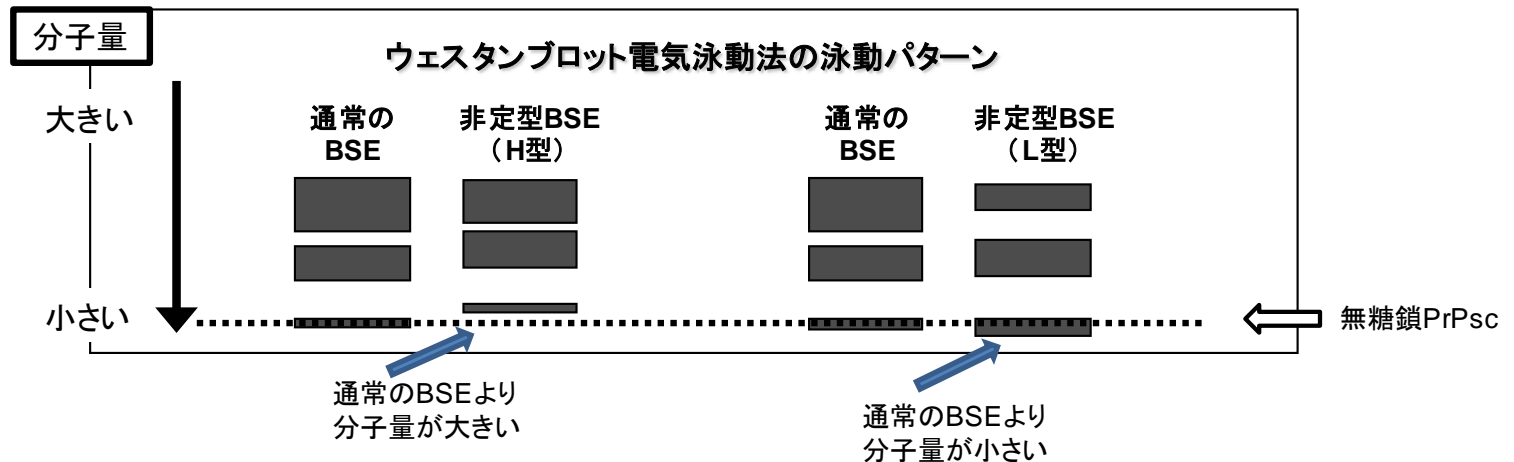 分子量
ウェスタンブロット電気泳動法の泳動パターン
大きい
通常の
BSE
非定型BSE
（H型）
通常の
BSE
非定型BSE
（L型）
小さい
無糖鎖PrPsc
通常のBSEより
分子量が大きい
通常のBSEより
分子量が小さい